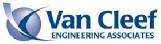 Van Cleef
ENGINEERING ASSOCIATES